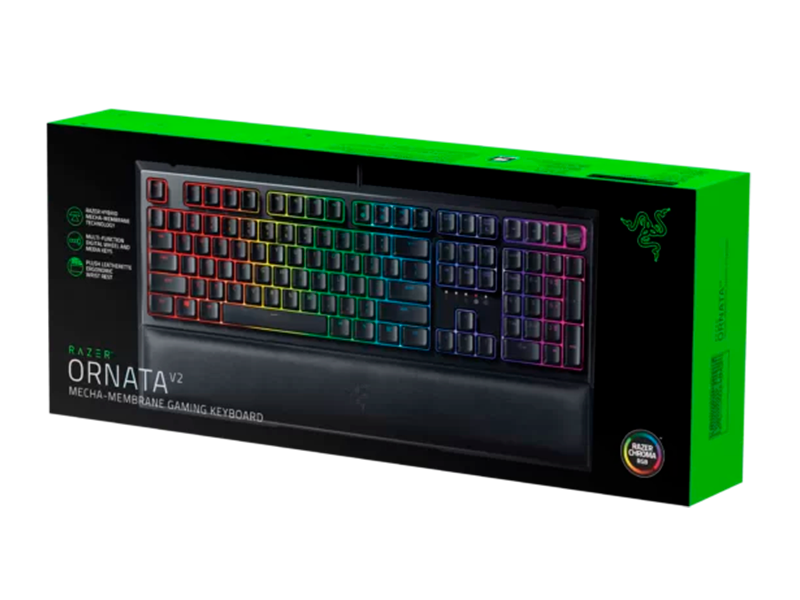 RAZER HYBRID
MECHA-MEMBRANE
TECHNOLOGY
MULTI-FUNCTION
DIGITAL WHEEL AND
MEDIA KEYS
PLUSH LEATHERETTE
ERGONOMIC
WRIST REST
RAZER™
ORNATA V2
MECHA-MEMBRANE GAMING KEYBOARD
RAZER
CHROMA
RGB
ORNATA